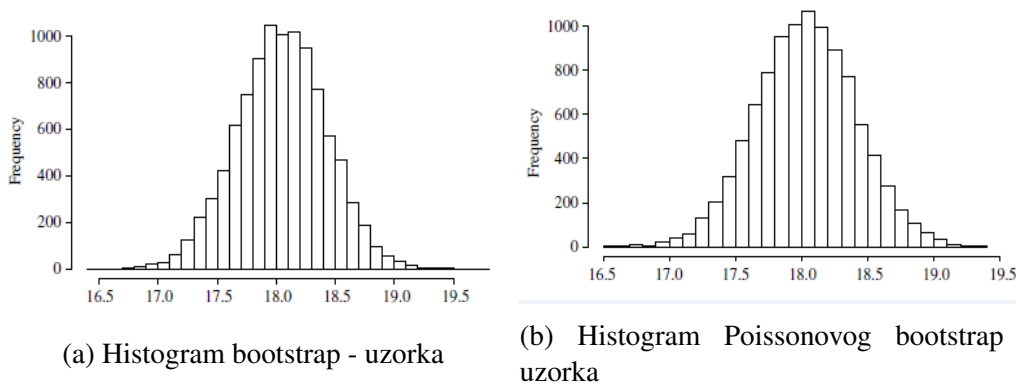 Frequency
1000
800
600
400
200
0
16.5 17.0 17.5 18.0 18.5 19.0 19.5
(a) Histogram bootstrap - uzorka
Frequency
1000
800
600
400
200
0
16.5 17.0 17.5 18.0 18.5 19.0 19.5
(b) Histogram Poissonovog bootstrap
uzorka